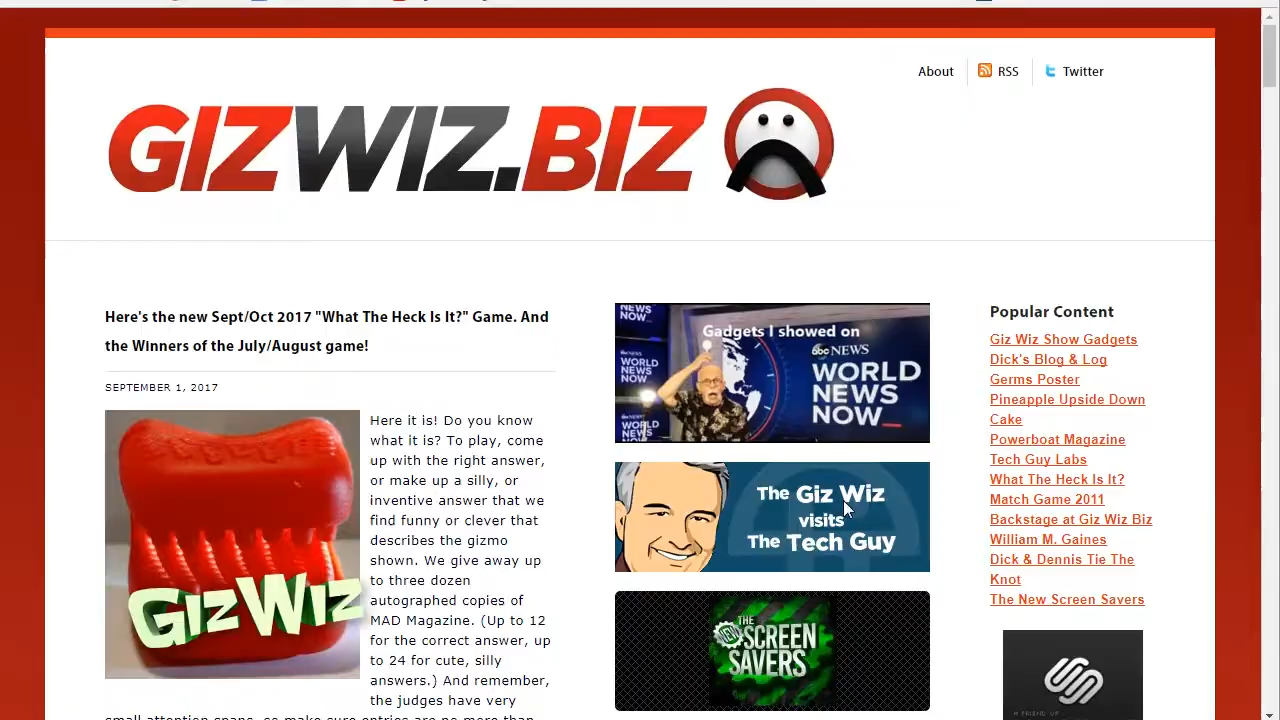 About
RSS
Twitter
GIZWIZ.BIZ
Here's the new Sept/Oct 2017 "What The Heck Is It?" Game. And
the Winners of the July/August game!
SEPTEMBER 1, 2017
Here it is! Do you know
what it is? To play, come
up with the right answer,
or make up a silly, or
inventive answer that we
find funny or clever that
describes the gizmo
shown. We give away up
to three dozen
autographed copies of
MAD Magazine. (Up to 12
for the correct answer, up
to 24 for cute, silly
answers.) And remember,
the judges have very
small attention spans, so make sure entries are no more than
GIZWIZ
NEWS
NOW
Gadgets I showed on
abc NEWS
WORLD
NEWS
NOW
WORLD
NEWS
NOW
The Giz Wiz
visits
The Tech Guy
THE
NEW
SCREEN
SAVERS
Popular Content
Giz Wiz Show Gadgets
Dick's Blog & Log
Germs Poster
Pineapple Upside Down
Cake
Powerboat Magazine
Tech Guy Labs
What The Heck Is It?
Match Game 2011
Backstage at Giz Wiz Biz
William M. Gaines
Dick & Dennis Tie The
Knot
The New Screen Savers